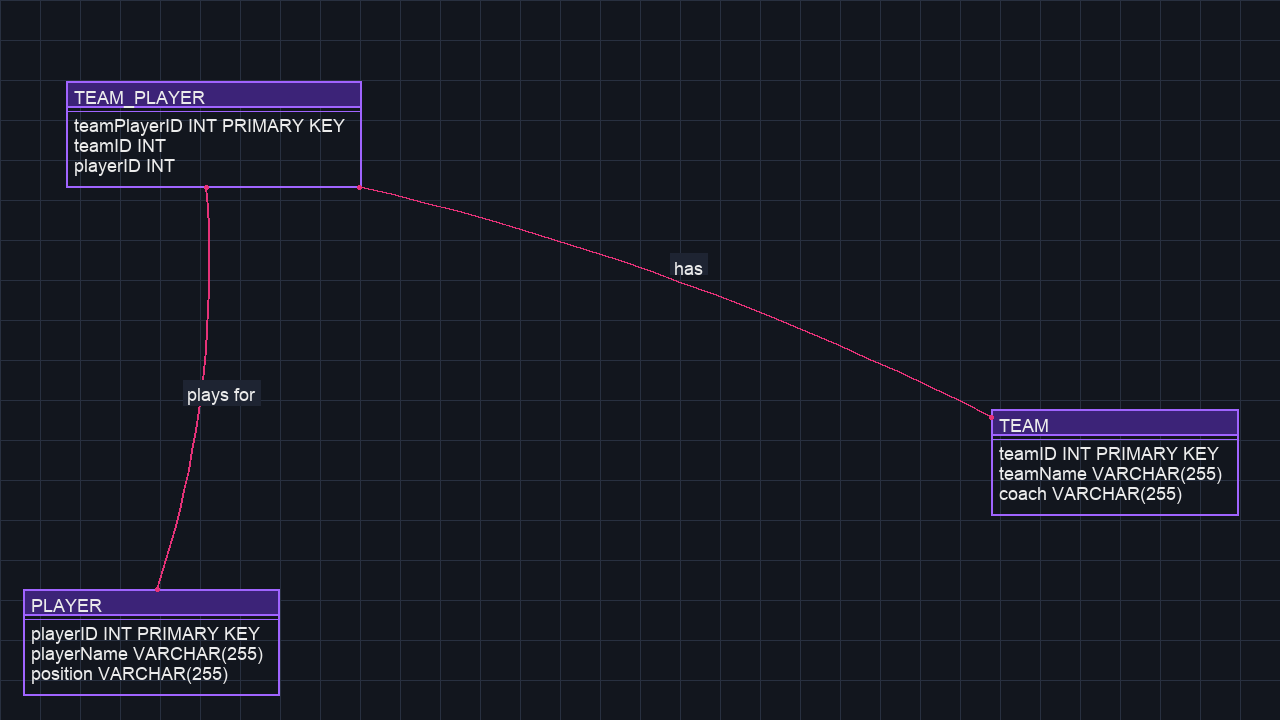 TEAM_PLAYER
teamPlayerID INT PRIMARY KEY
teamID INT
playerID INT
has
plays for
TEAM
teamID INT PRIMARY KEY
teamName VARCHAR(255)
coach VARCHAR(255)
PLAYER
playerID INT PRIMARY KEY
playerName VARCHAR(255)
position VARCHAR(255)